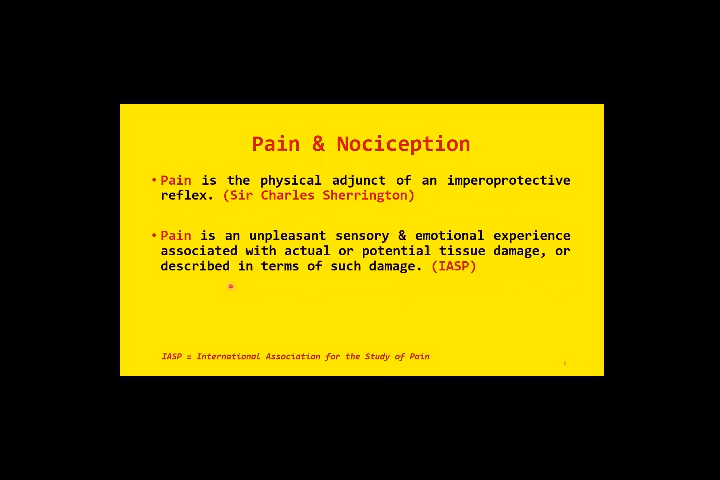 Pain & Nociception
• Pain is the physical adjunct of an imperoprotective
reflex. (Sir Charles Sherrington)
• Pain is an unpleasant sensory & emotional experience
associated with actual or potential tissue damage, or
described in terms of such damage. (IASP)
IASP = International Association for the Study of Pain